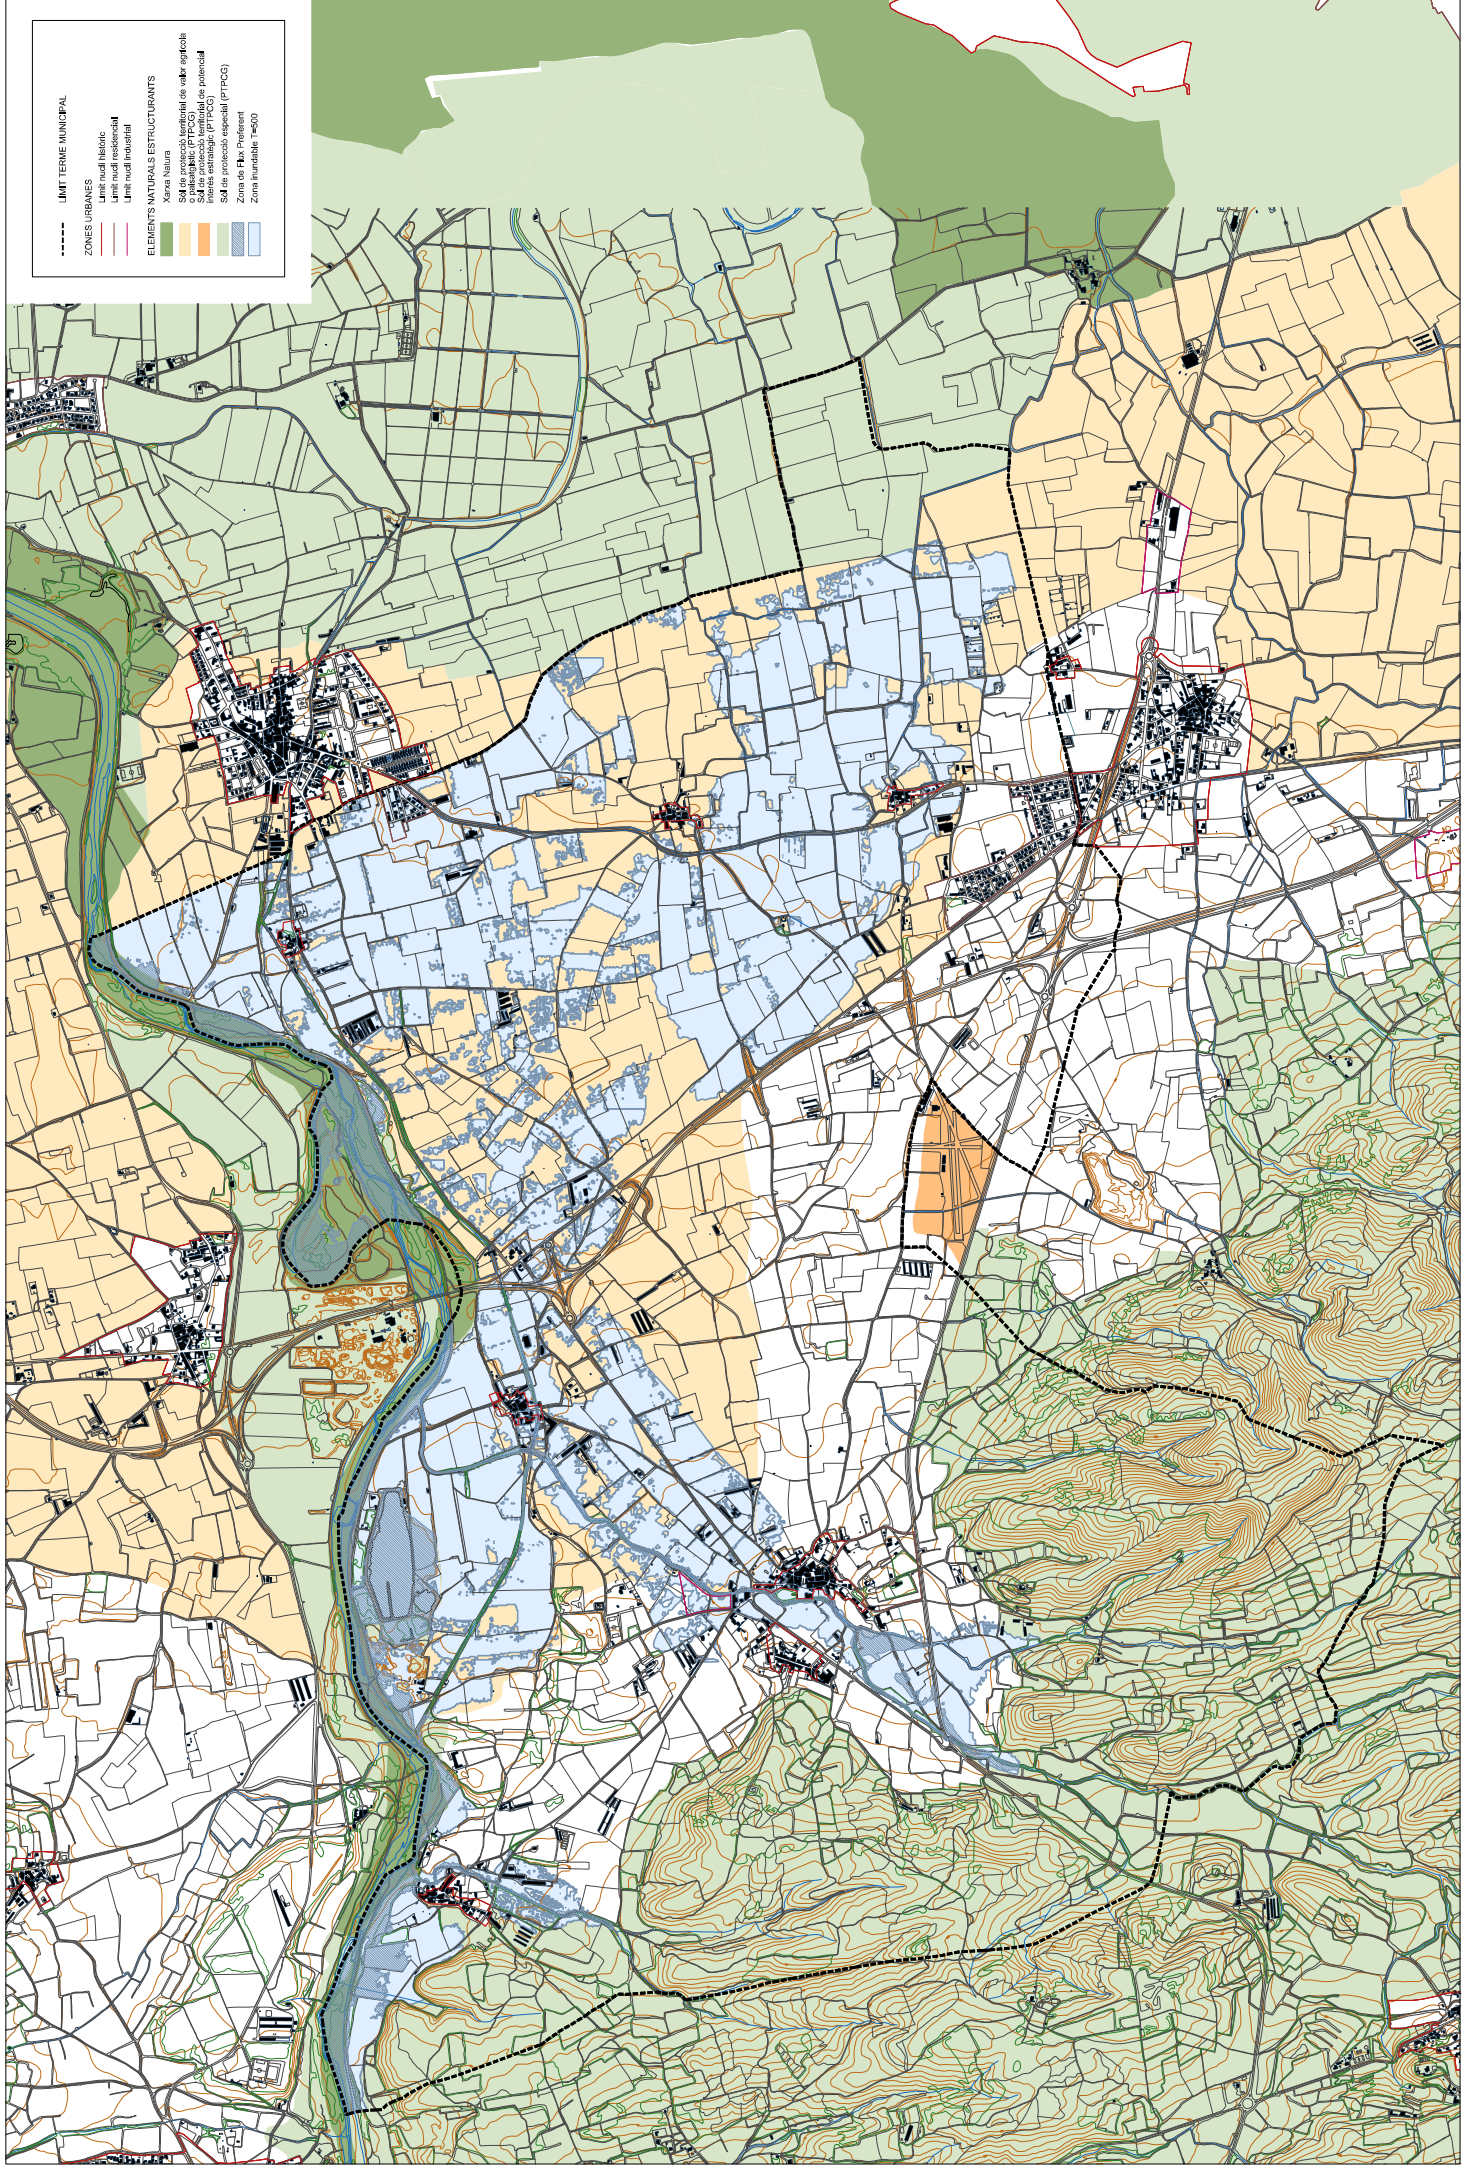 LÍMIT TERME MUNICIPAL
ZONES URBANES
Límit nucli històric
Límit nucli residencial
Límit nucli industrial
ELEMENTS NATURALS ESTRUCTURANTS
Xarxa Natura
Sòl de protecció territorial de valor agrícola
o paisatgístic (PTPCG)
Sòl de protecció territorial de potencial
interès estratègic (PTPCG)
Sòl de protecció especial (PTPCG)
Zona de Flux Preferent
Zona inundable T=500